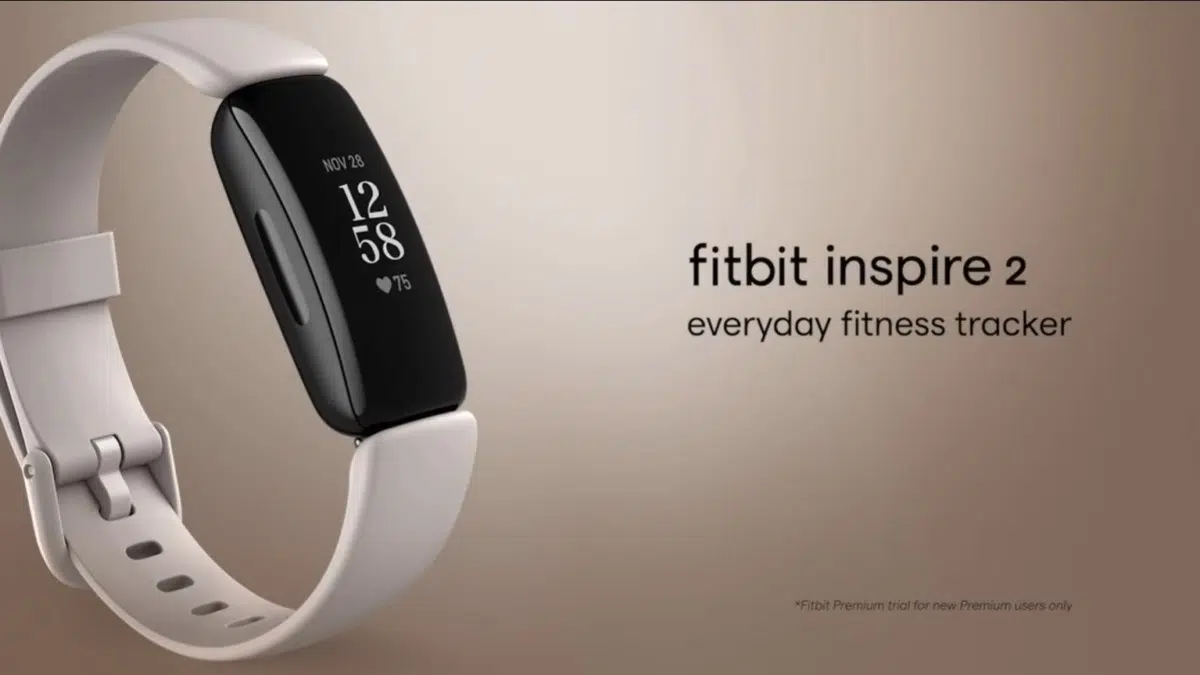 NOV 28
12
58
75
fitbit inspire 2
everyday fitness tracker
*Fitbit Premium trial for new Premium users only